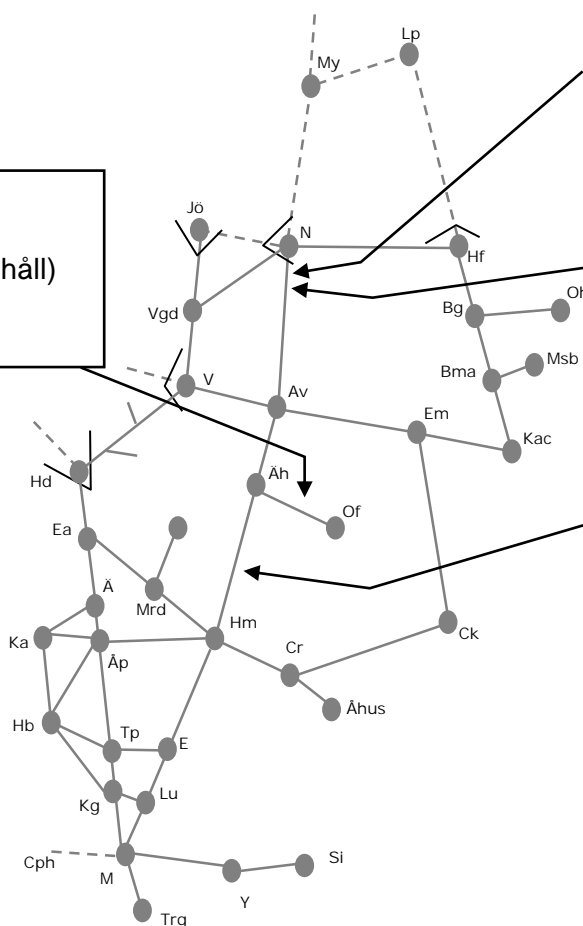 Lp
My
Jö
N
håll)
Hf
Vgd
Bg
V
Msb
Bma
Av
Em
Kac
Hd
Äh
Of
Ea
Ä
Mrd
Hm
Ck
Ka
Åp
Cr
Åhus
Hb
Tp
E
Kg
Lu
Cph
M
Si
Y
Trg